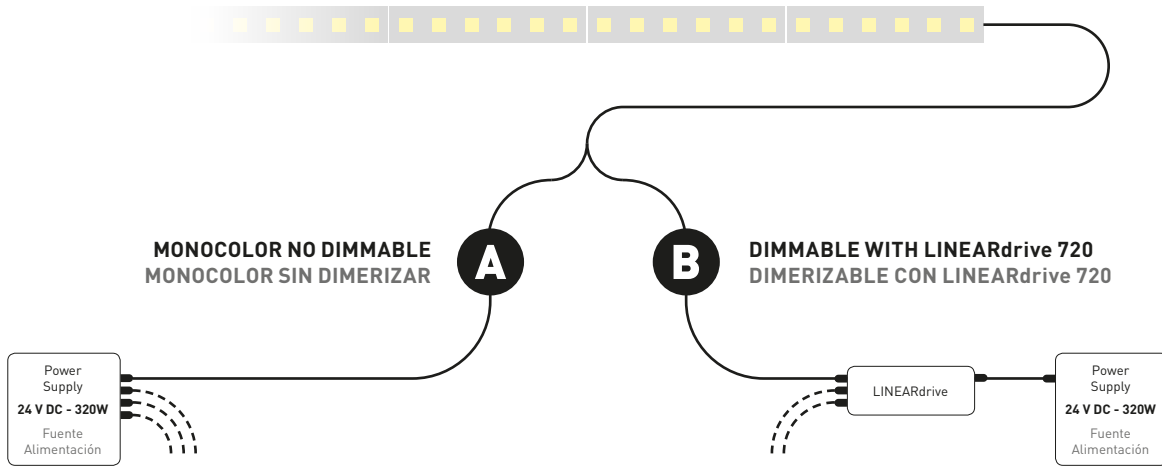 MONOCOLOR NO DIMMABLE
MONOCOLOR SIN DIMERIZAR
A
B
DIMMABLE WITH LINEARdrive 720
DIMERIZABLE CON LINEARdrive 720
Power
Supply
24 V DC - 320W
Fuente
Alimentación
LINEARdrive
Power
Supply
24 V DC - 320W
Fuente
Alimentación